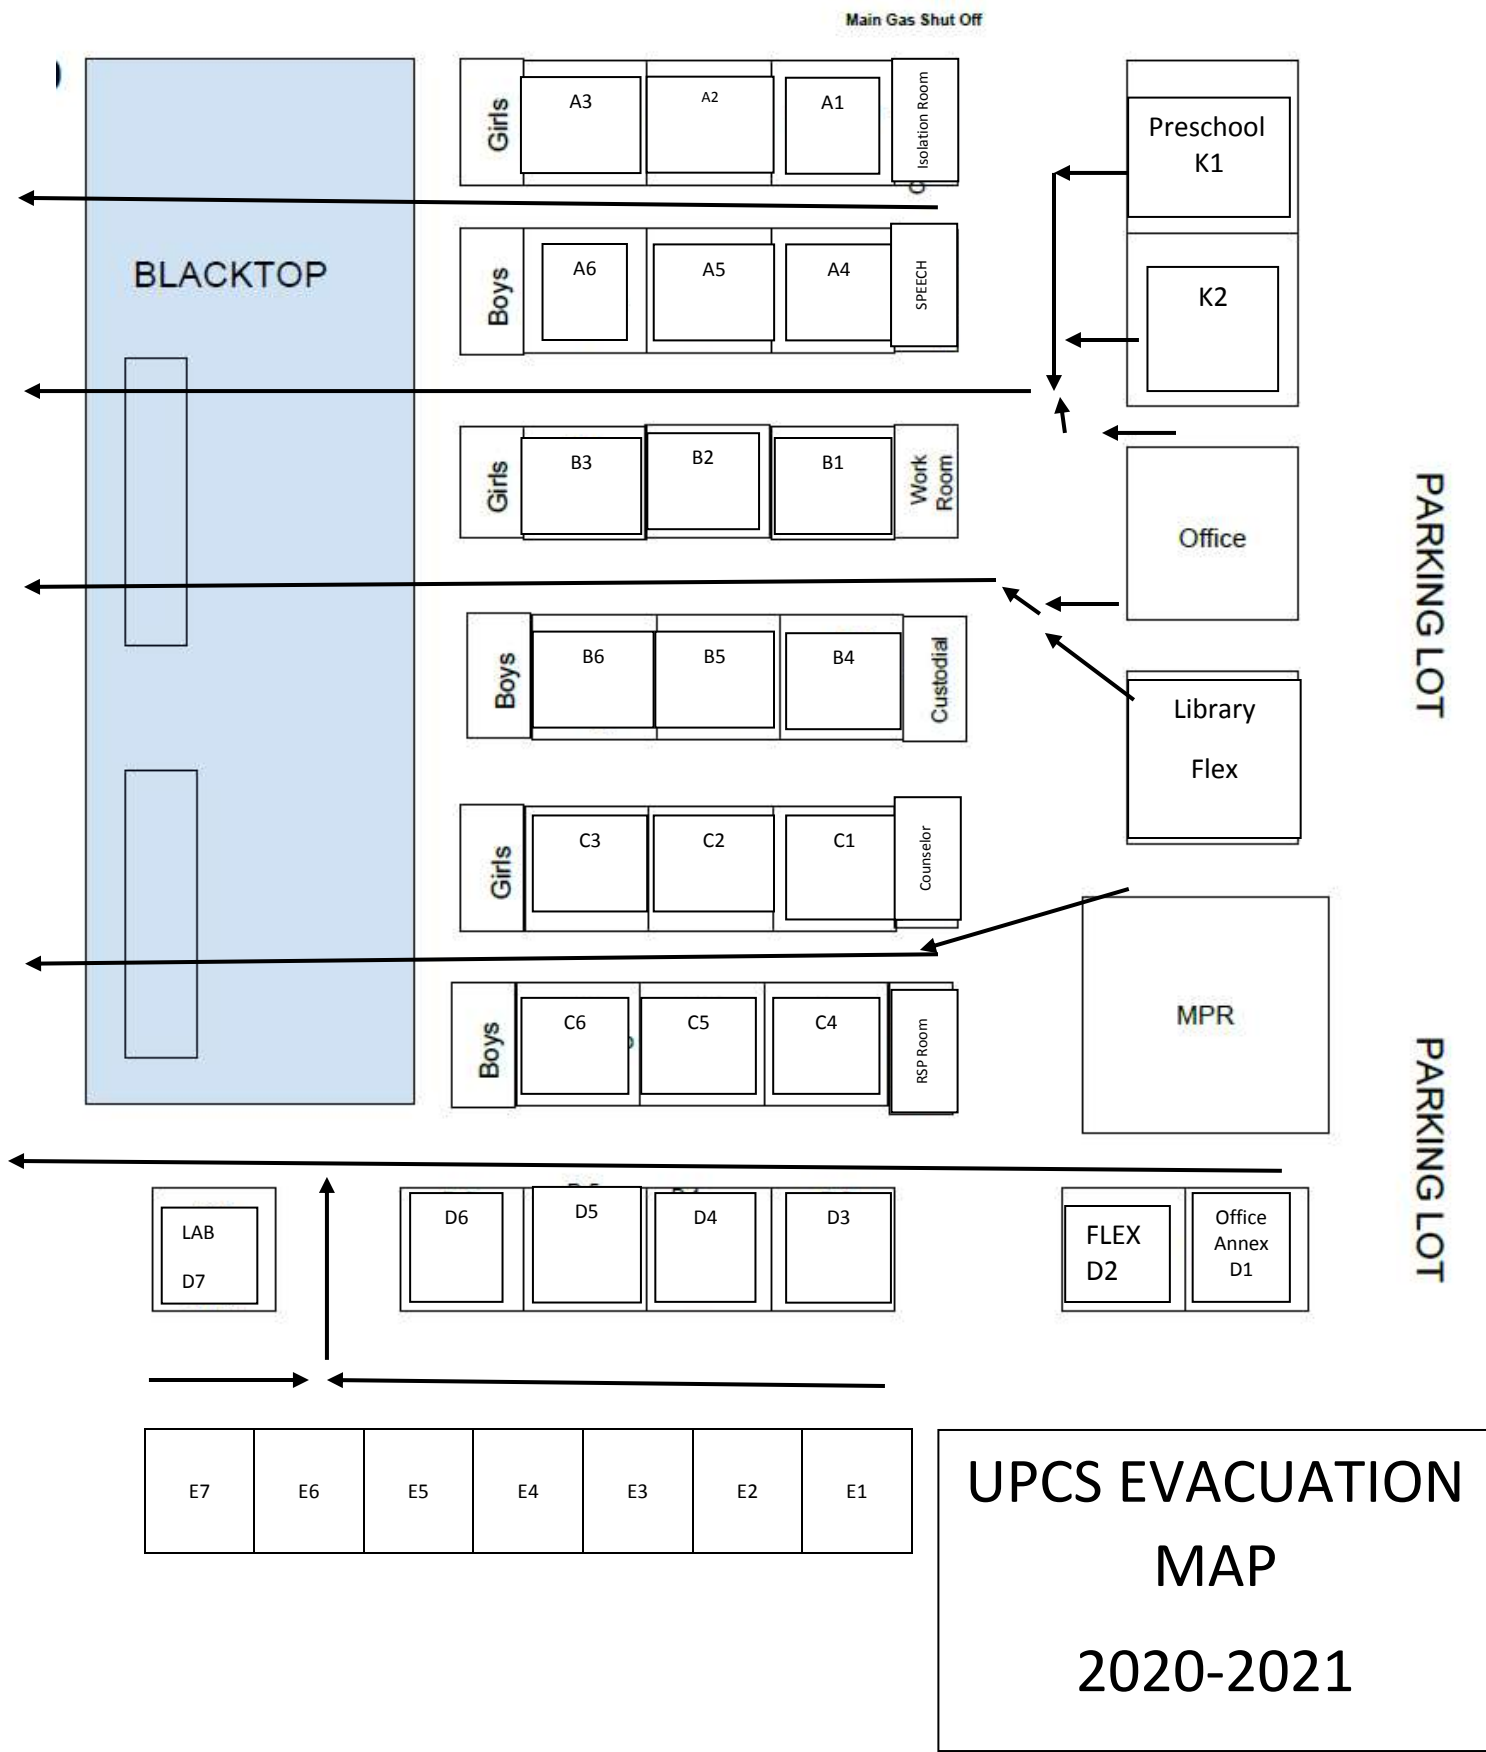 Main Gas Shut Off
Girls
A3
A2
A1
Isolation Room
Preschool
K1
BLACKTOP
Boys
A6
A5
A4
SPEECH
K2
Girls
B3
B2
B1
Work
Room
Office
PARKING LOT
Boys
B6
B5
B4
Custodial
Library
Flex
Girls
C3
C2
C1
Counselor
Boys
C6
C5
C4
RSP Room
MPR
PARKING LOT
LAB
D7
D6
D5
D4
D3
FLEX
D2
Office
Annex
D1
E7
E6
E5
E4
E3
E2
E1
UPCS EVACUATION
MAP
2020-2021